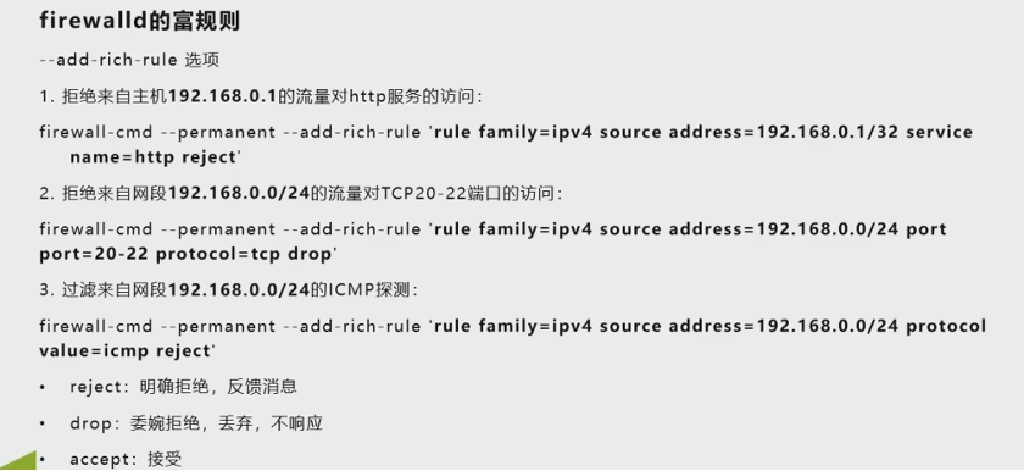 firewalld的富规则
--add-rich-rule 选项
1. 拒绝来自主机192.168.0.1的流量对http服务的访问：
firewall-cmd --permanent --add-rich-rule 'rule family=ipv4 source address=192.168.0.1/32 service
name=http reject'
2. 拒绝来自网段192.168.0.0/24的流量对TCP20-22端口的访问：
firewall-cmd --permanent --add-rich-rule 'rule family=ipv4 source address=192.168.0.0/24 port
port=20-22 protocol=tcp drop'
3. 过滤来自网段192.168.0.0/24的ICMP探测：
firewall-cmd --permanent --add-rich-rule 'rule family=ipv4 source address=192.168.0.0/24 protocol
value=icmp reject'
• reject：明确拒绝，反馈消息
• drop：委婉拒绝，丢弃，不响应
• accept：接受